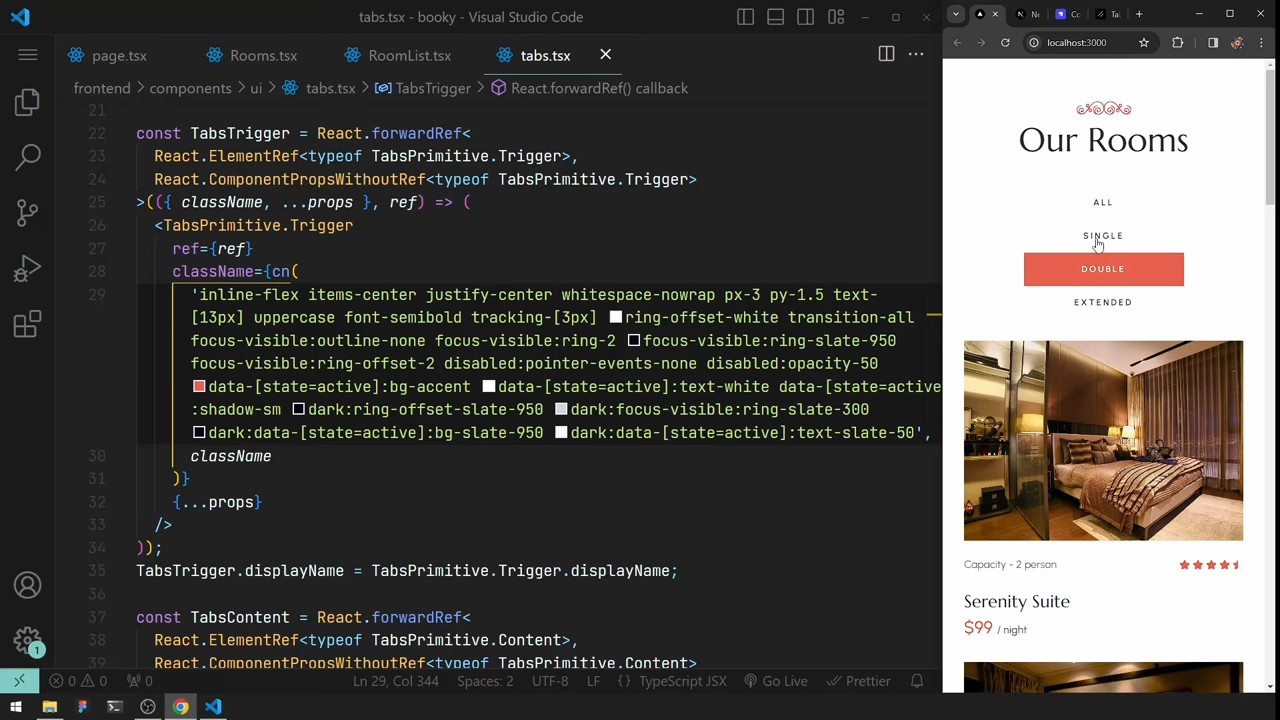 tabs.tsx - booky - Visual Studio Code
page.tsx
Rooms.tsx
RoomList.tsx
tabs.tsx
frontend
components
ui
tabs.tsx
TabsTrigger
React.forwardRef() callback
21
22 const TabsTrigger = React.forwardRef<
23 React.ElementRef<typeof TabsPrimitive.Trigger>,
24 React.ComponentPropsWithoutRef<typeof TabsPrimitive.Trigger>
25 >(({ className, ...props }, ref) => (
26 <TabsPrimitive.Trigger
27 ref={ref}
28 className={cn(
29 'inline-flex items-center justify-center whitespace-nowrap px-3 py-1.5 text-
[13px] uppercase font-semibold tracking-[3px] ring-offset-white transition-all
focus-visible:outline-none focus-visible:ring-2 focus-visible:ring-slate-950
focus-visible:ring-offset-2 disabled:pointer-events-none disabled:opacity-50
data-[state=active]:bg-accent data-[state=active]:text-white data-[state=active]
:shadow-sm dark:ring-offset-slate-950 dark:focus-visible:ring-slate-300
dark:data-[state=active]:bg-slate-950 dark:data-[state=active]:text-slate-50',
30 className
31 )}
32 {...props}
33 />
34 ));
35 TabsTrigger.displayName = TabsPrimitive.Trigger.displayName;
36
37 const TabsContent = React.forwardRef<
38 React.ElementRef<typeof TabsPrimitive.Content>,
39 React.ComponentPropsWithoutRef<typeof TabsPrimitive.Content>
1
0 0
0
Ln 29, Col 344
Spaces: 2
UTF-8
LF
{} TypeScript JSX
Go Live
Prettier
Ne
Co
Tal
localhost:3000
Our Rooms
ALL
SINGLE
DOUBLE
EXTENDED
Capacity - 2 person
Serenity Suite
$99 / night